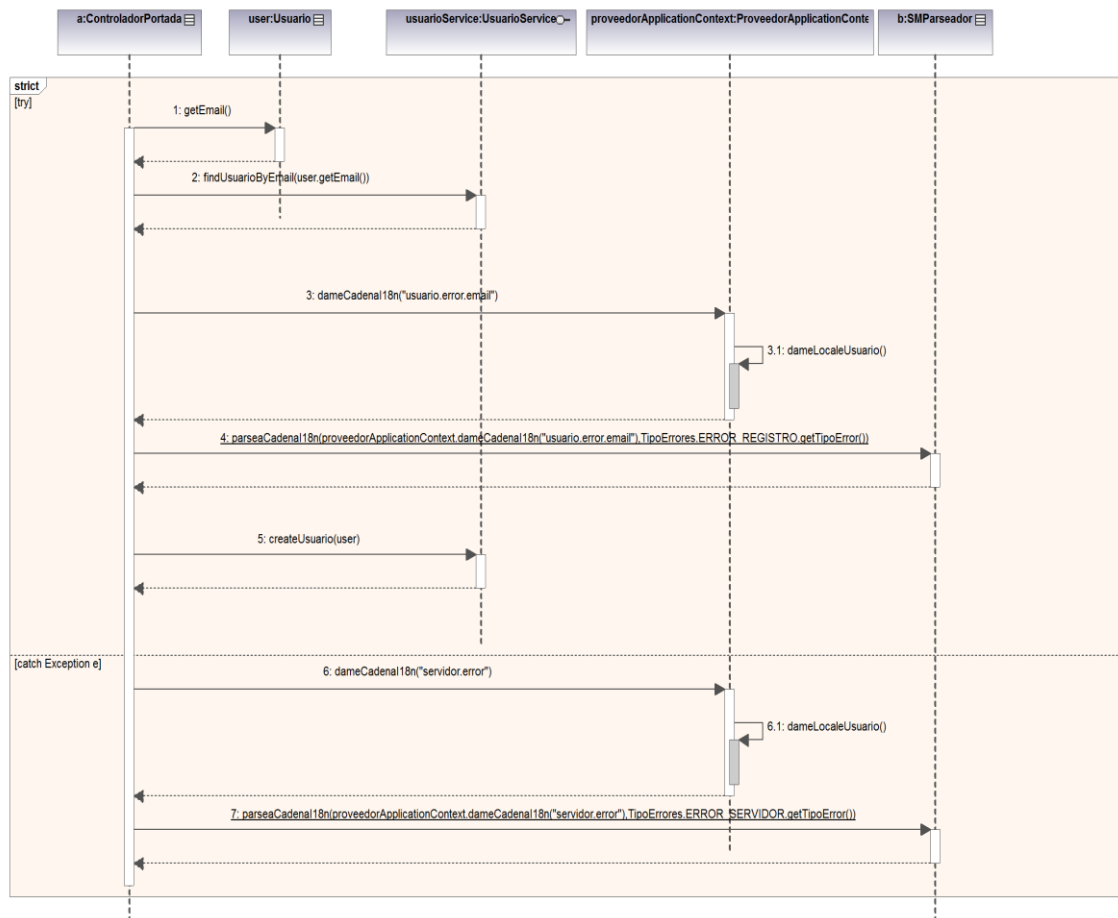 a:ControladorPortada
user:Usuario
usuarioService:UsuarioService
proveedorApplicationContext:ProveedorApplicationConte
b:SMParseador
strict
[try]
1: getEmail()
2: findUsuarioByEmail(user.getEmail())
3: dameCadenaI18n("usuario.error.email")
3.1: dameLocaleUsuario()
4: parseaCadenaI18n(proveedorApplicationContext.dameCadenaI18n("usuario.error.email"),TipoErrores.ERROR_REGISTRO.getTipoError())
5: createUsuario(user)
[catch Exception e]
6: dameCadenaI18n("servidor.error")
6.1: dameLocaleUsuario()
7: parseaCadenaI18n(proveedorApplicationContext.dameCadenaI18n("servidor.error"),TipoErrores.ERROR_SERVIDOR.getTipoError())